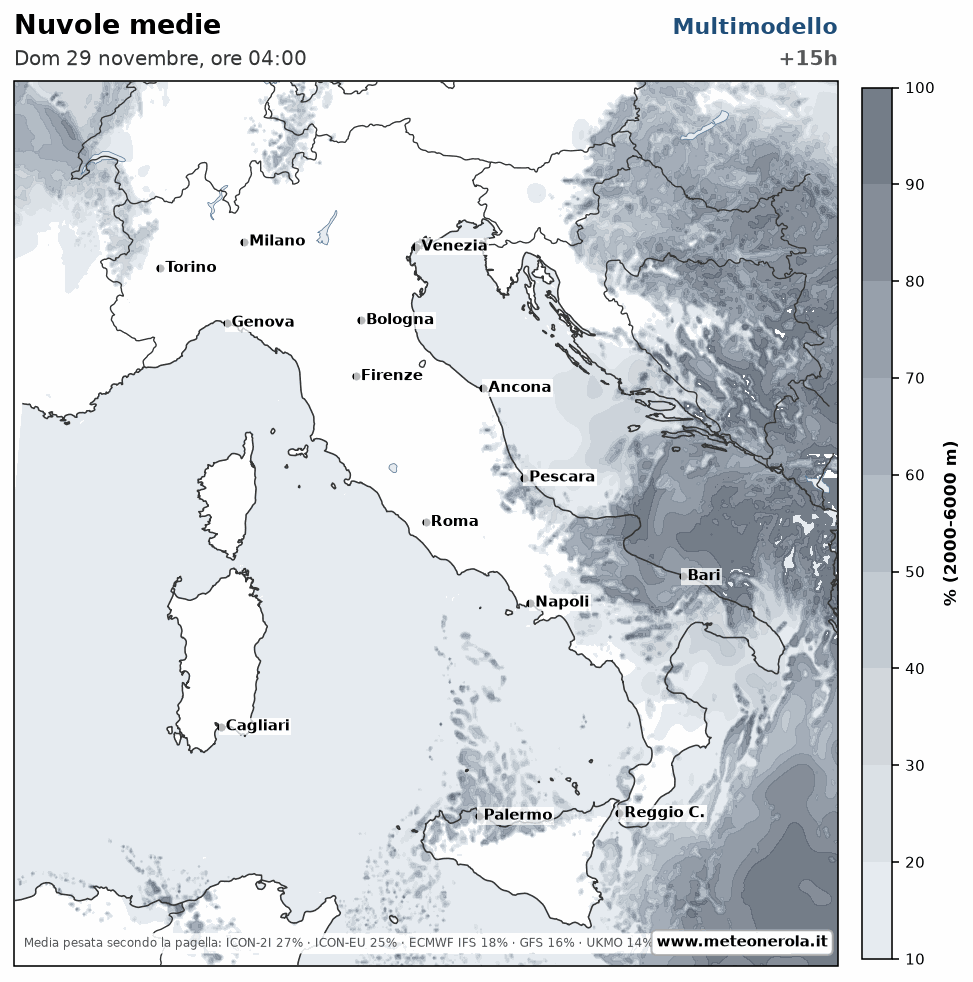 Nuvole medie
Multimodello
Dom 29 novembre, ore 04:00
+15h
100
90
80
70
60
50
40
30
20
10
% (2000-6000 m)
Milano
Venezia
Torino
Genova
Bologna
Firenze
Ancona
Pescara
Roma
Bari
Napoli
Cagliari
Palermo
Reggio C.
Media pesata secondo la pagella: ICON-2I 27% · ICON-EU 25% · ECMWF IFS 18% · GFS 16% · UKMO 14%
www.meteonerola.it